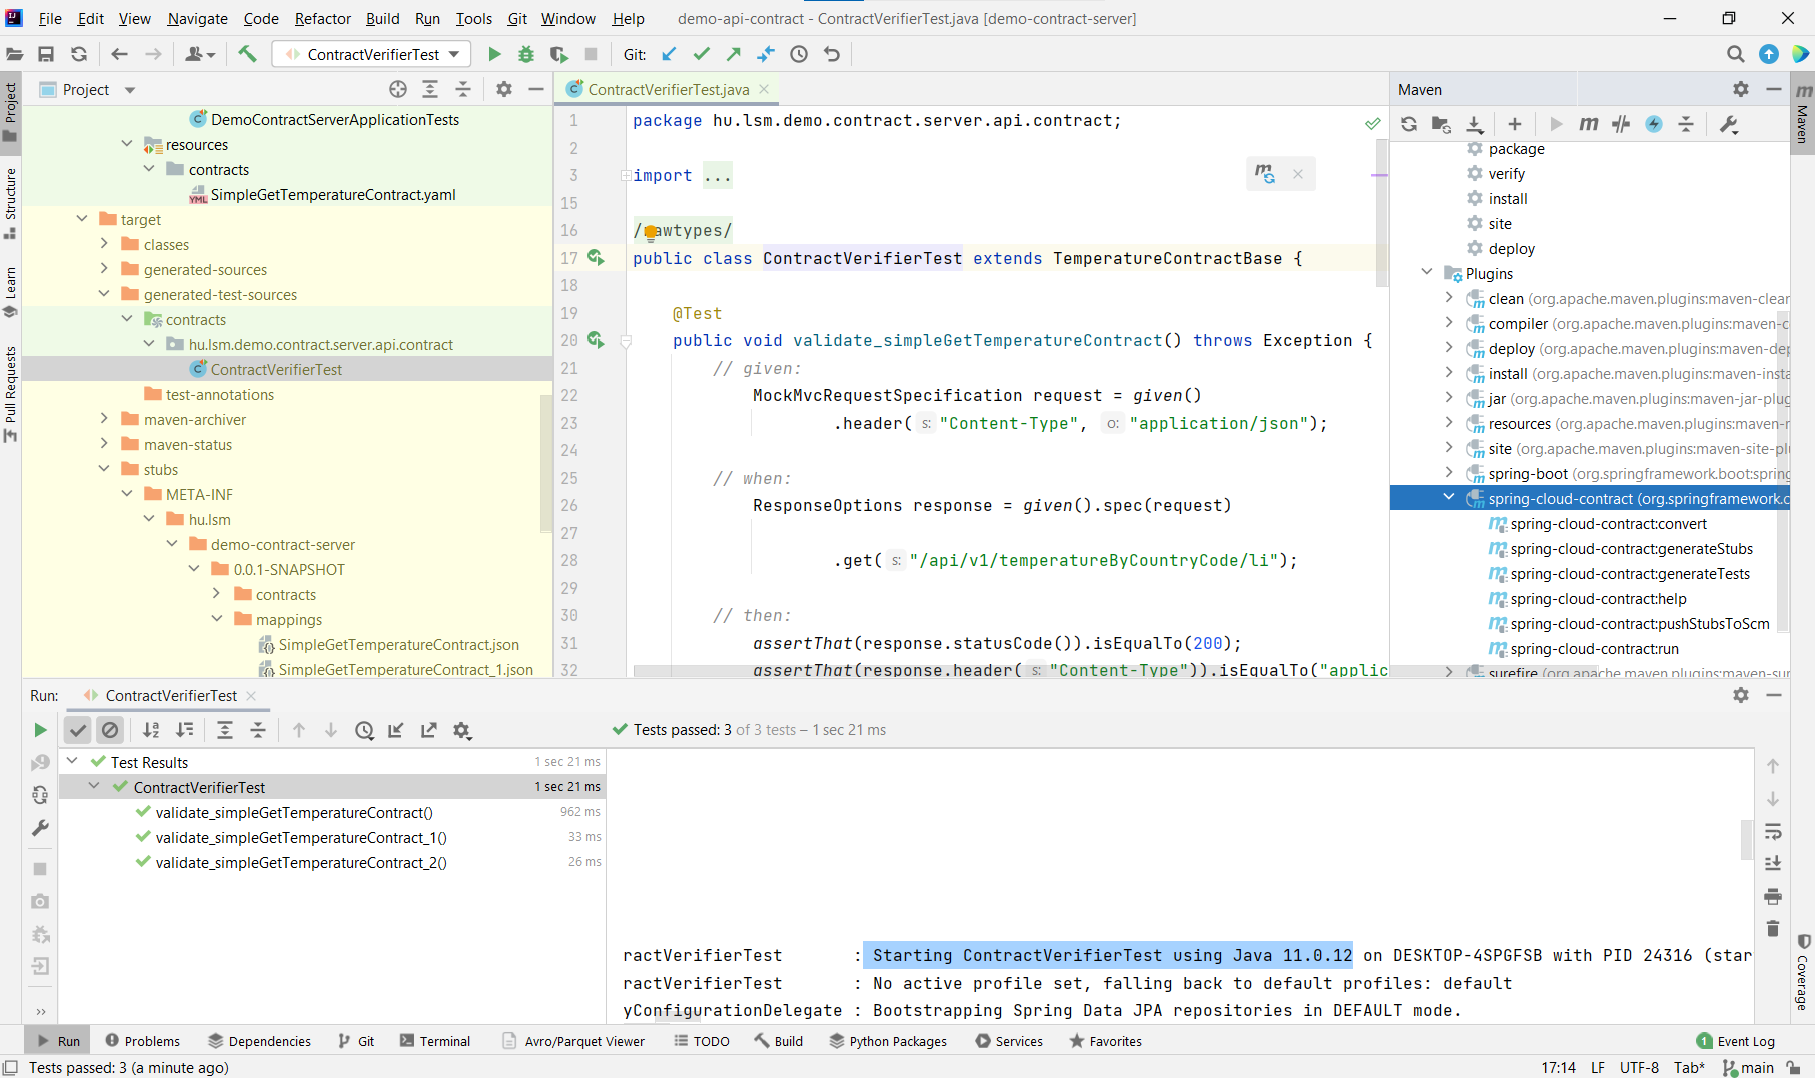 File Edit View Navigate Code Refactor Build Run Tools Git Window Help demo-api-contract - ContractVerifierTest.java [demo-contract-server]
ContractVerifierTest Git:
Project
Structure
Learn
Pull Requests
Project
DemoContractServerApplicationTests
resources
contracts
SimpleGetTemperatureContract.yaml
target
classes
generated-sources
generated-test-sources
contracts
hu.lsm.demo.contract.server.api.contract
ContractVerifierTest
test-annotations
maven-archiver
maven-status
stubs
META-INF
hu.lsm
demo-contract-server
0.0.1-SNAPSHOT
contracts
mappings
SimpleGetTemperatureContract.json
SimpleGetTemperatureContract_1.json
ContractVerifierTest.java
1 package hu.lsm.demo.contract.server.api.contract;
2
3 import ...
15
16 /rawtypes/
17 public class ContractVerifierTest extends TemperatureContractBase {
18
19 @Test
20 public void validate_simpleGetTemperatureContract() throws Exception {
21 // given:
22 MockMvcRequestSpecification request = given()
23 .header( s: "Content-Type", o: "application/json");
24
25 // when:
26 ResponseOptions response = given().spec(request)
27
28 .get( s: "/api/v1/temperatureByCountryCode/li");
29
30 // then:
31 assertThat(response.statusCode()).isEqualTo(200);
32 assertThat(response.header( s: "Content-Type")).isEqualTo("applic
Maven
package
verify
install
site
deploy
Plugins
clean (org.apache.maven.plugins:maven-clear
compiler (org.apache.maven.plugins:maven-c
deploy (org.apache.maven.plugins:maven-dep
install (org.apache.maven.plugins:maven-insta
jar (org.apache.maven.plugins:maven-jar-plug
resources (org.apache.maven.plugins:maven-r
site (org.apache.maven.plugins:maven-site-pl
spring-boot (org.springframework.boot:spring
spring-cloud-contract (org.springframework.c
spring-cloud-contract:convert
spring-cloud-contract:generateStubs
spring-cloud-contract:generateTests
spring-cloud-contract:help
spring-cloud-contract:pushStubsToScm
spring-cloud-contract:run
surefire (org.apache.maven.plugins:maven-sur
Maven
Run: ContractVerifierTest
Tests passed: 3 of 3 tests – 1 sec 21 ms
Test Results 1 sec 21 ms
ContractVerifierTest 1 sec 21 ms
validate_simpleGetTemperatureContract() 962 ms
validate_simpleGetTemperatureContract_1() 33 ms
validate_simpleGetTemperatureContract_2() 26 ms
ractVerifierTest : Starting ContractVerifierTest using Java 11.0.12 on DESKTOP-4SPGFSB with PID 24316 (star
ractVerifierTest : No active profile set, falling back to default profiles: default
yConfigurationDelegate : Bootstrapping Spring Data JPA repositories in DEFAULT mode.
Coverage
Run Problems Dependencies Git Terminal Avro/Parquet Viewer TODO Build Python Packages Services Favorites 1 Event Log
Tests passed: 3 (a minute ago) 17:14 LF UTF-8 Tab* main